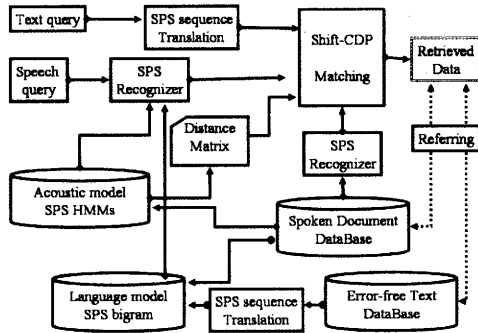 Text query
SPS sequence
Translation
Shift-CDP
Matching
Retrieved
Data
Speech
query
SPS
Recognizer
Distance
Matrix
SPS
Recognizer
Referring
Acoustic model
SPS HMMs
Spoken Document
DataBase
Language model
SPS bigram
SPS sequence
Translation
Error-free Text
DataBase